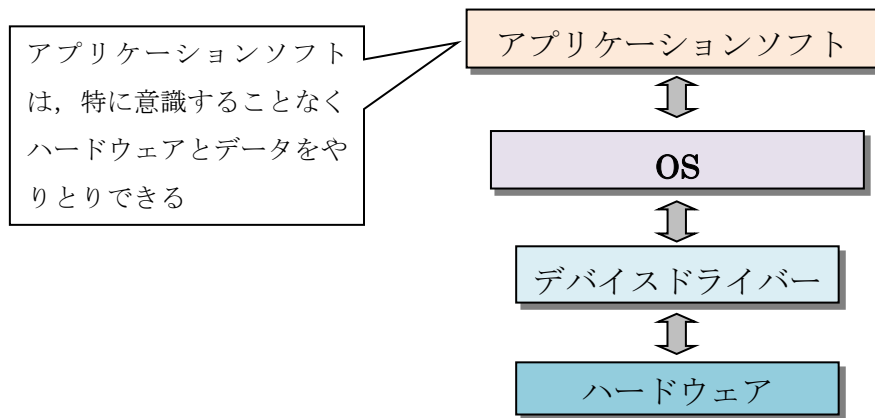 アプリケーションソフト
は，特に意識することなく
ハードウェアとデータをや
りとりできる
アプリケーションソフト
OS
デバイスドライバー
ハードウェア